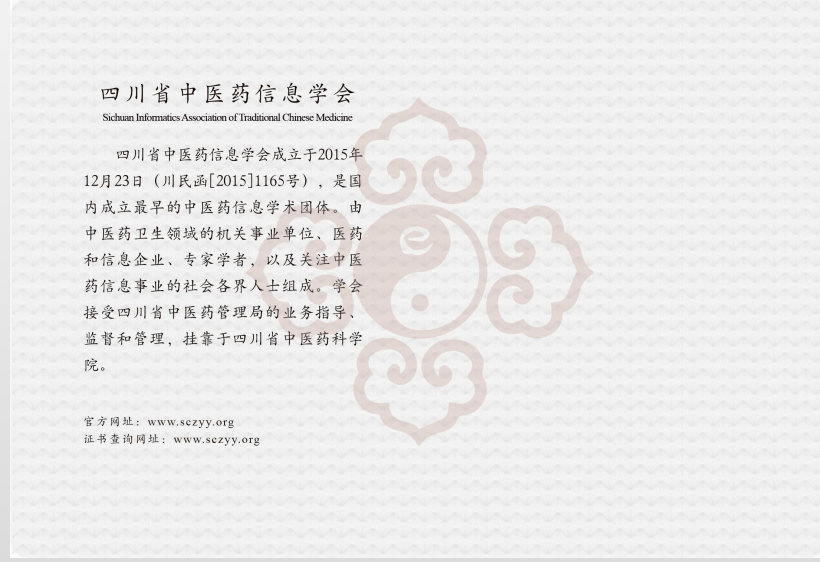 四川省中医药信息学会
Sichuan Informatics Association of Traditional Chinese Medicine
四川省中医药信息学会成立于2015年
12月23日（川民函[2015]1165号），是国
内成立最早的中医药信息学术团体。由
中医药卫生领域的机关事业单位、医药
和信息企业、专家学者，以及关注中医
药信息事业的社会各界人士组成。学会
接受四川省中医药管理局的业务指导、
监督和管理，挂靠于四川省中医药科学
院。
官方网址：www.sczyy.org
证书查询网址：www.sczyy.org